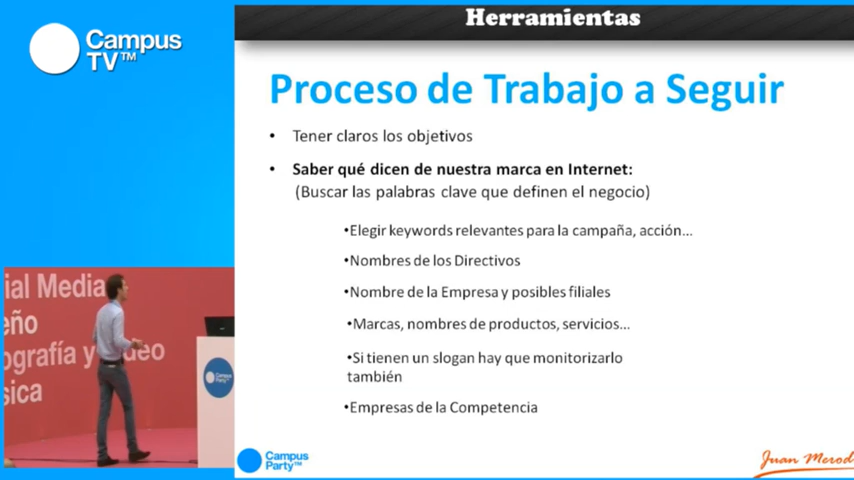 Campus
TV™
Herramientas
Proceso de Trabajo a Seguir
• Tener claros los objetivos
• Saber qué dicen de nuestra marca en Internet:
(Buscar las palabras clave que definen el negocio)
•Elegir keywords relevantes para la campaña, acción...
•Nombres de los Directivos
•Nombre de la Empresa y posibles filiales
•Marcas, nombres de productos, servicios...
•Si tienen un slogan hay que monitorizarlo
también
•Empresas de la Competencia
ial Media
eño
ografía y
deo
sica
Campus
Party™
Campus
Party™
Juan Merod